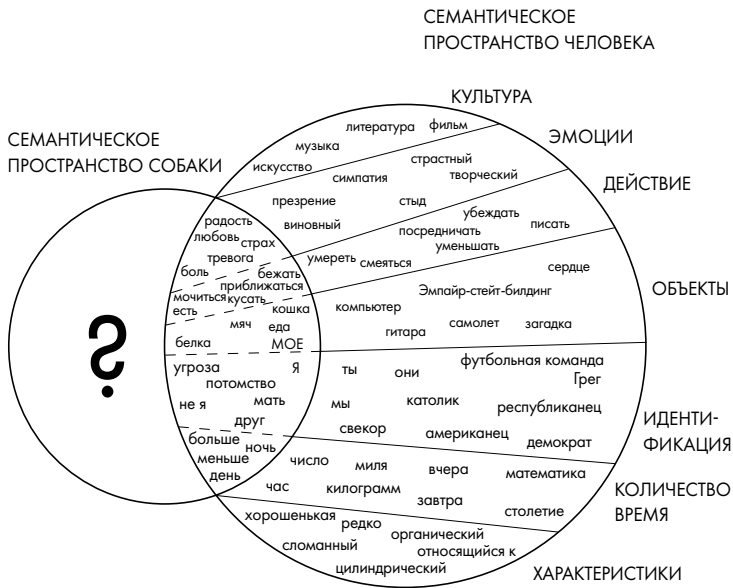 СЕМАНТИЧЕСКОЕ
ПРОСТРАНСТВО ЧЕЛОВЕКА
КУЛЬТУРА
литература фильм
музыка
искусство
ЭМОЦИИ
СЕМАНТИЧЕСКОЕ
ПРОСТРАНСТВО СОБАКИ
страстный
симпатия творческий
презрение стыд
виновный
ДЕЙСТВИЕ
радость
любовь страх
тревога
боль
убеждать
писать
посредничать
уменьшать
умереть смеяться
бежать
приближаться
мочиться кусать
есть
ОБЪЕКТЫ
сердце
Эмпайр-стейт-билдинг
компьютер
гитара самолет загадка
кошка
мяч еда
белка МОЕ
?
угроза Я
потомство
не я мать
друг
ты они
футбольная команда
Грег
мы католик республиканец
свекор американец демократ
ИДЕНТИ-
ФИКАЦИЯ
больше ночь
меньше
день
число миля вчера математика
час килограмм завтра
столетие
КОЛИЧЕСТВО
ВРЕМЯ
хорошенькая редко
органический
сломанный относящийся к
цилиндрический
ХАРАКТЕРИСТИКИ